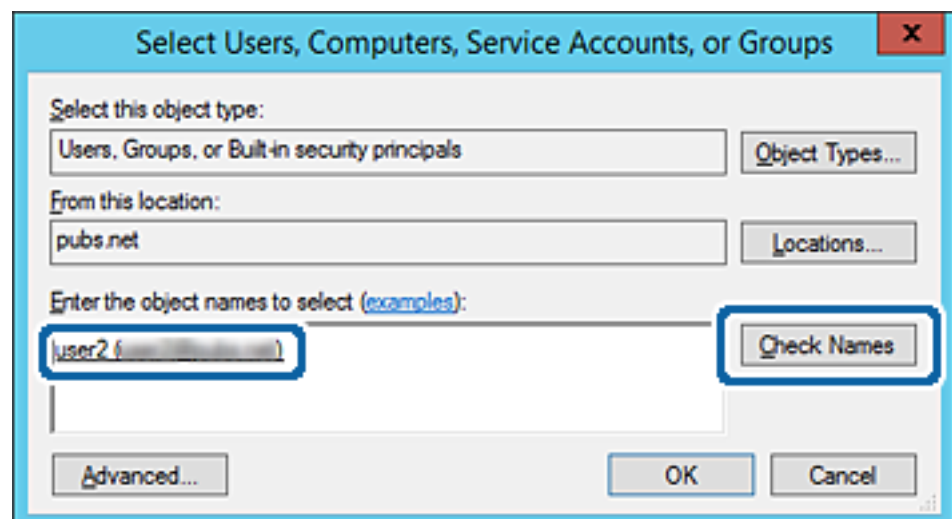 Select Users, Computers, Service Accounts, or Groups
x
Select this object type:
Users, Groups, or Built-in security principals
Object Types...
From this location:
pubs.net
Locations...
Enter the object names to select (examples):
user2 (
)
Check Names
Advanced...
OK
Cancel